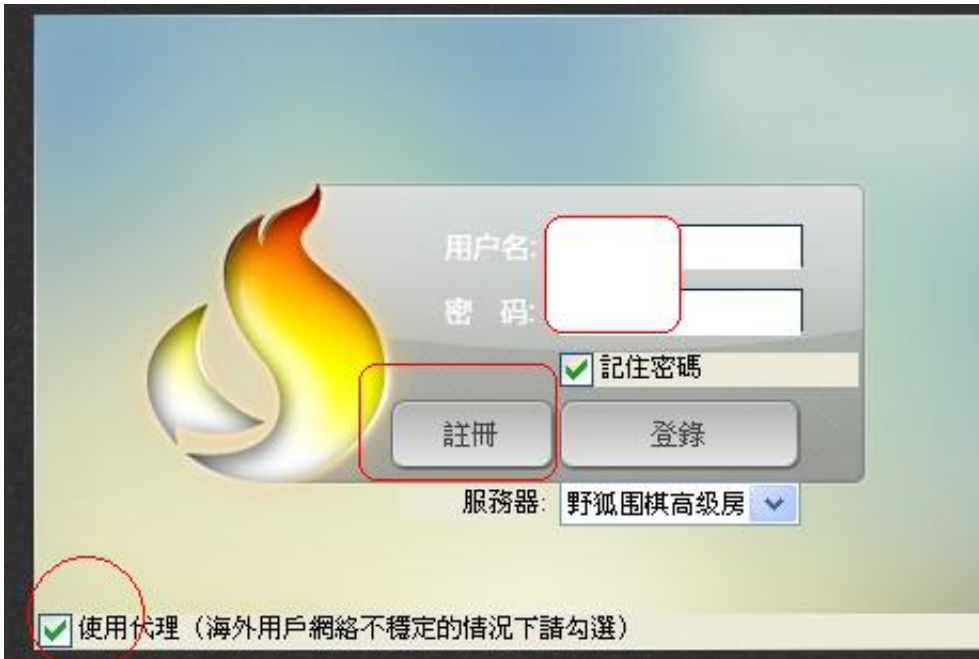 用户名:
密 码:
記住密碼
註冊 登錄
服務器: 野狐围棋高级房
使用代理（海外用戶網絡不穩定的情況下請勾選）